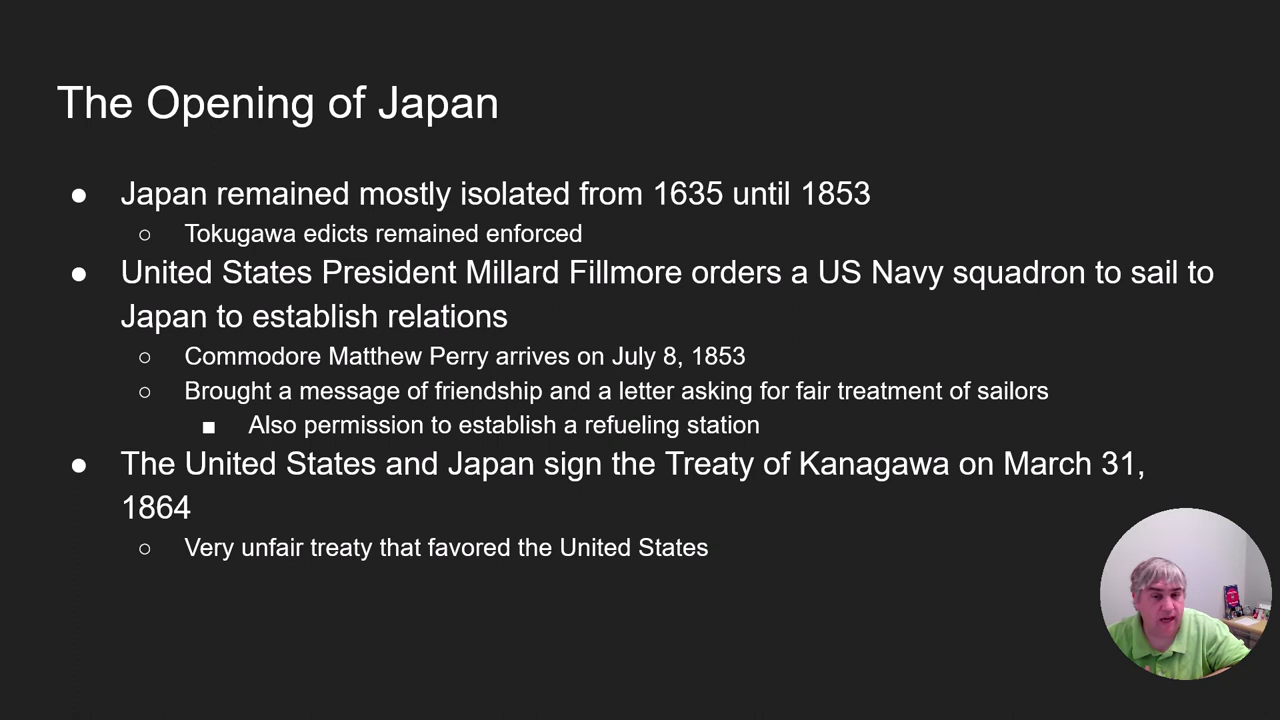 The Opening of Japan
● Japan remained mostly isolated from 1635 until 1853
○ Tokugawa edicts remained enforced
● United States President Millard Fillmore orders a US Navy squadron to sail to
Japan to establish relations
○ Commodore Matthew Perry arrives on July 8, 1853
○ Brought a message of friendship and a letter asking for fair treatment of sailors
■ Also permission to establish a refueling station
● The United States and Japan sign the Treaty of Kanagawa on March 31,
1864
○ Very unfair treaty that favored the United States